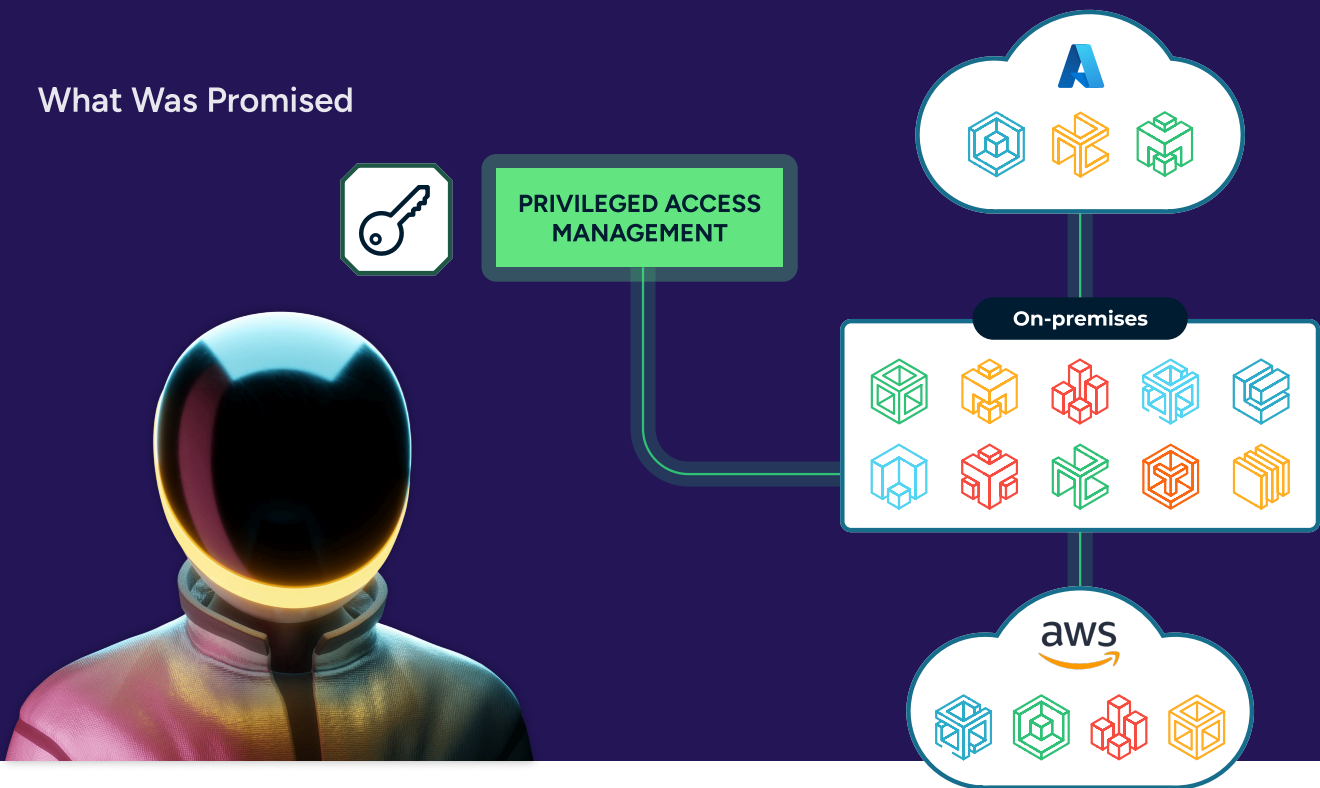 What Was Promised
PRIVILEGED ACCESS
MANAGEMENT
On-premises
aws